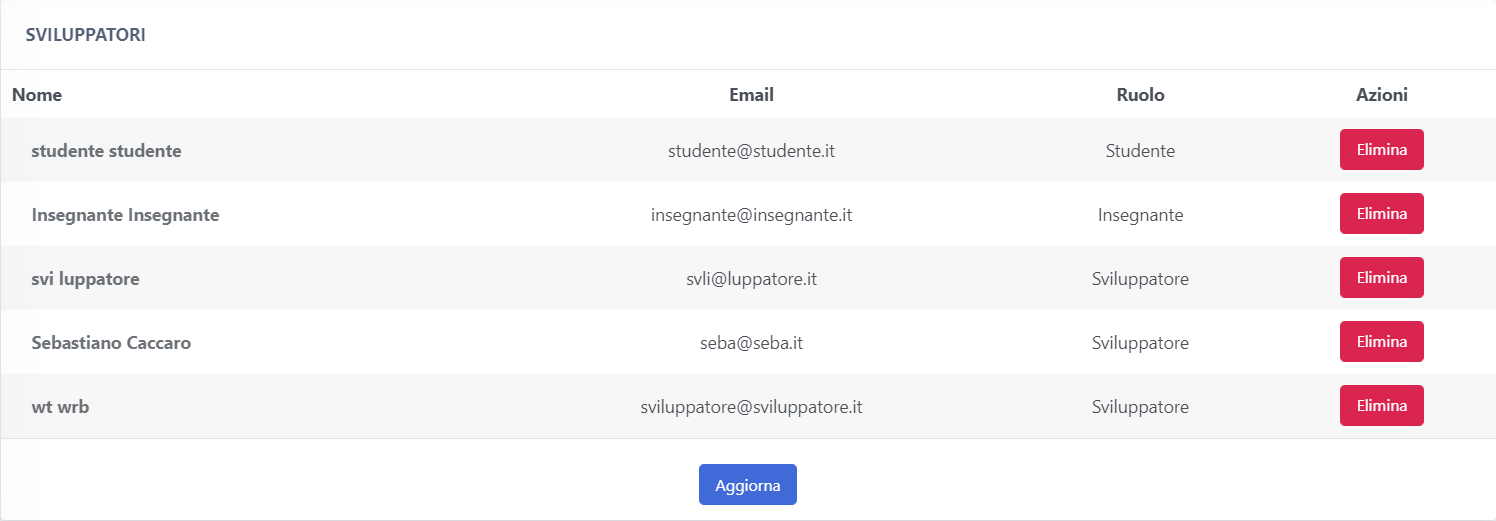 SVILUPPATORI
Nome Email Ruolo Azioni
studente studente studente@studente.it Studente Elimina
Insegnante Insegnante insegnante@insegnante.it Insegnante Elimina
svi luppatore svli@luppatore.it Sviluppatore Elimina
Sebastiano Caccaro seba@seba.it Sviluppatore Elimina
wt wrb sviluppatore@sviluppatore.it Sviluppatore Elimina
Aggiorna